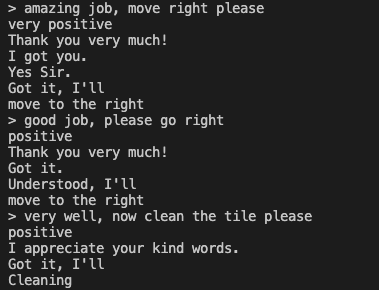 > amazing job, move right please
very positive
Thank you very much!
I got you.
Yes Sir.
Got it, I'll
move to the right
> good job, please go right
positive
Thank you very much!
Got it.
Understood, I'll
move to the right
> very well, now clean the tile please
positive
I appreciate your kind words.
Got it, I'll
Cleaning